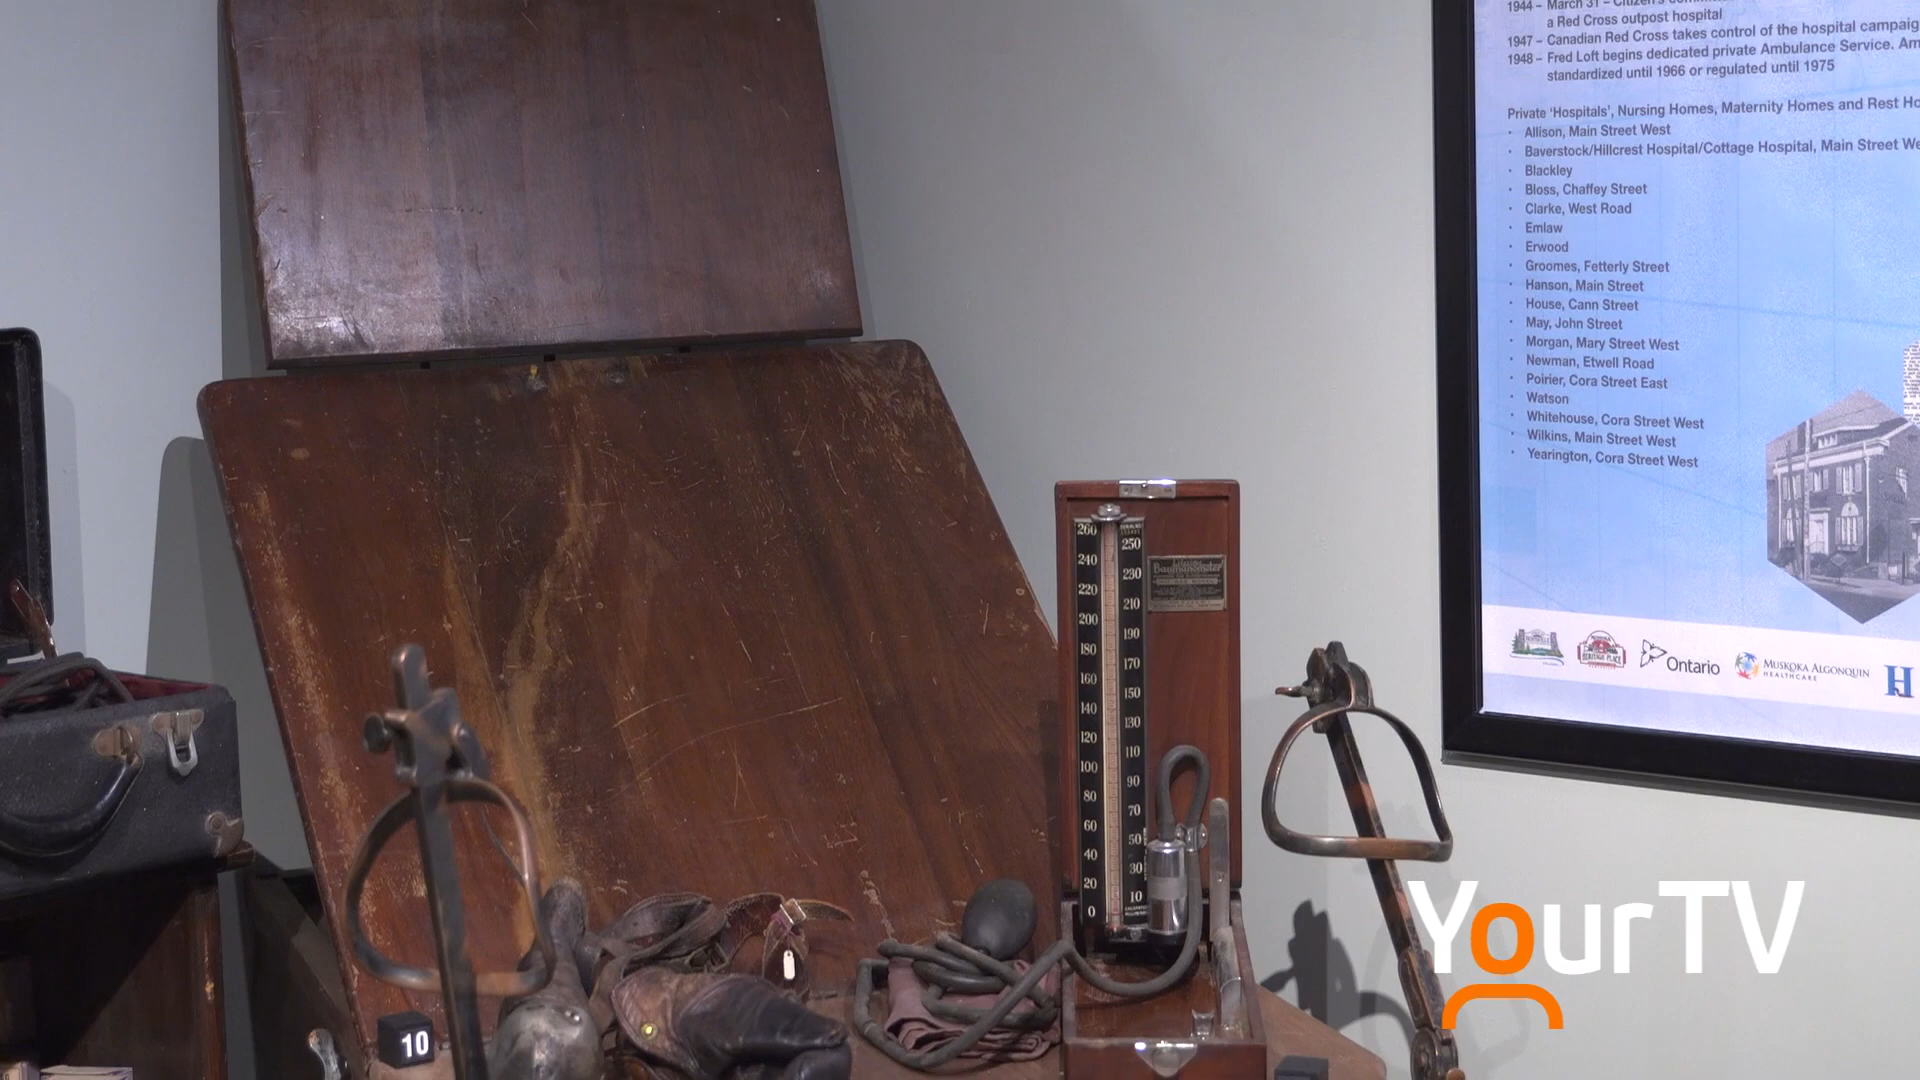 1944 – March 31 – Citizen's
a Red Cross outpost hospital
1947 – Canadian Red Cross takes control of the hospital campaig
1948 – Fred Loft begins dedicated private Ambulance Service. Am
standardized until 1966 or regulated until 1975
Private 'Hospitals', Nursing Homes, Maternity Homes and Rest Ho
· Allison, Main Street West
· Baverstock/Hillcrest Hospital/Cottage Hospital, Main Street We
· Blackley
· Bloss, Chaffey Street
· Clarke, West Road
· Emlaw
· Erwood
· Groomes, Fetterly Street
· Hanson, Main Street
· House, Cann Street
· May, John Street
· Morgan, Mary Street West
· Newman, Etwell Road
· Poirier, Cora Street East
· Watson
· Whitehouse, Cora Street West
· Wilkins, Main Street West
· Yearington, Cora Street West
HERITAGE PLACE
Ontario
MUSKOKA ALGONQUIN
HEALTHCARE
H
Baumanometer
260
250
240
230
220
210
200
190
180
170
160
150
140
130
120
110
100
90
80
70
60
50
40
30
20
10
0
10
YourTV